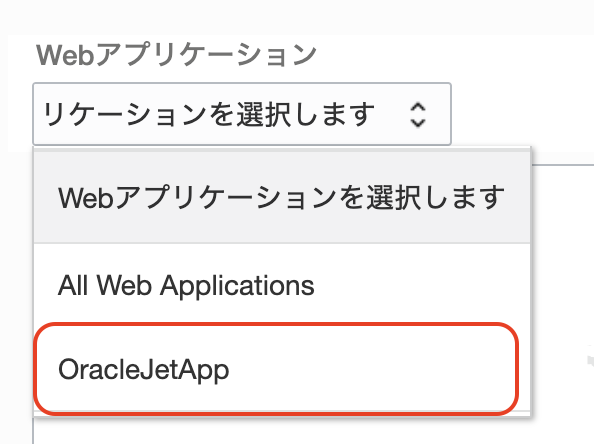 Webアプリケーション
リケーションを選択します
Webアプリケーションを選択します
All Web Applications
OracleJetApp